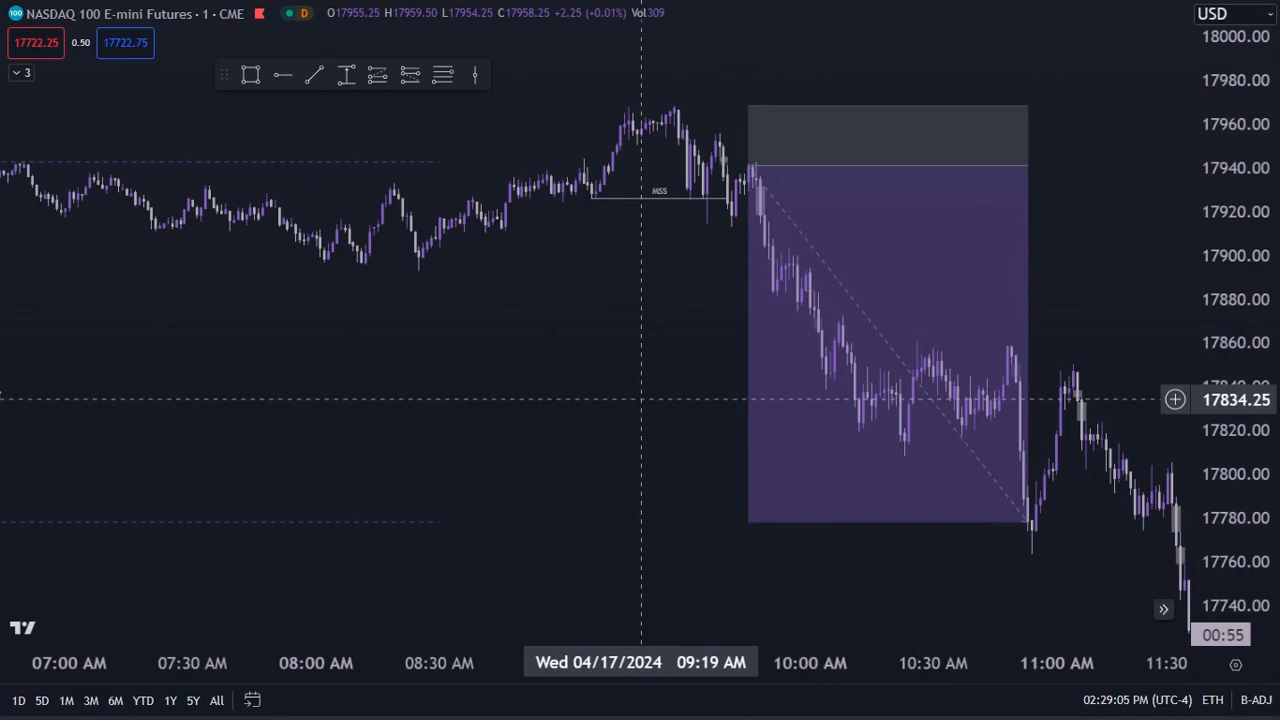 100 NASDAQ 100 E-mini Futures · 1 · CME D O17955.25 H17959.50 L17954.25 C17958.25 +2.25 (+0.01%) Vol309
USD
17722.25 0.50 17722.75
3
18000.00
17980.00
17960.00
17940.00
17920.00
17900.00
17880.00
17860.00
17840.00
17834.25
17820.00
17800.00
17780.00
17760.00
17740.00
00:55
MSS
07:00 AM 07:30 AM 08:00 AM 08:30 AM Wed 04/17/2024 09:19 AM 10:00 AM 10:30 AM 11:00 AM 11:30
1D 5D 1M 3M 6M YTD 1Y 5Y All 02:29:05 PM (UTC-4) ETH B-ADJ